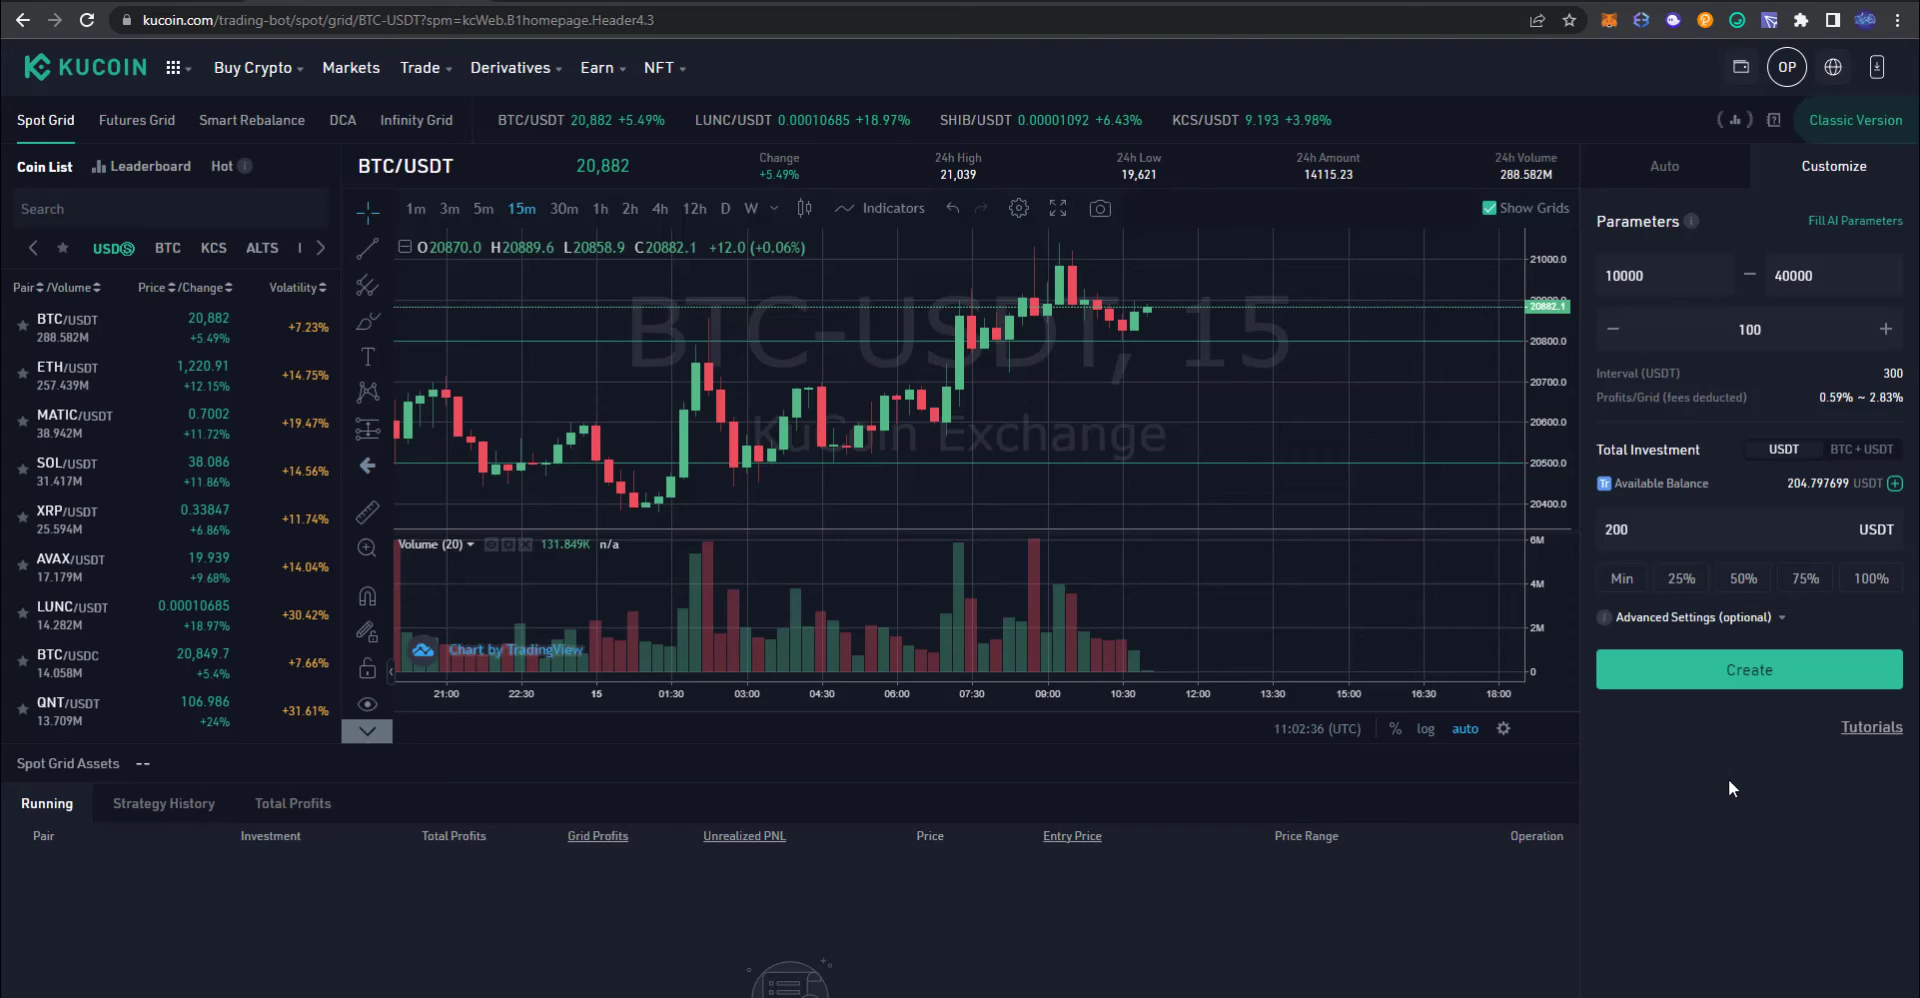 kucoin.com/trading-bot/spot/grid/BTC-USDT?spm=kcWeb.B1homepage.Header4.3
KUCOIN Buy Crypto Markets Trade Derivatives Earn NFT OP
Spot Grid Futures Grid Smart Rebalance DCA Infinity Grid BTC/USDT 20,882 +5.49% LUNC/USDT 0.00010685 +18.97% SHIB/USDT 0.00001092 +6.43% KCS/USDT 9.193 +3.98% Classic Version
Coin List Leaderboard Hot
Search
USDⓈ BTC KCS ALTS
Pair /Volume Price /Change Volatility
BTC/USDT 20,882 +7.23%
288.582M +5.49%
ETH/USDT 1,220.91 +14.75%
257.439M +12.15%
MATIC/USDT 0.7002 +19.47%
38.942M +11.72%
SOL/USDT 38.086 +14.56%
31.417M +11.86%
XRP/USDT 0.33847 +11.74%
25.594M +6.86%
AVAX/USDT 19.939 +14.04%
17.179M +9.68%
LUNC/USDT 0.00010685 +30.42%
14.282M +18.97%
BTC/USDC 20,849.7 +7.66%
14.058M +5.4%
QNT/USDT 106.986 +31.61%
13.709M +24%
BTC/USDT 20,882
Change 24h High 24h Low 24h Amount 24h Volume
+5.49% 21,039 19,621 14115.23 288.582M
1m 3m 5m 15m 30m 1h 2h 4h 12h D W Indicators Show Grids
O20870.0 H20889.6 L20858.9 C20882.1 +12.0 (+0.06%)
BTC-USDT, 15
KuCoin Exchange
21000.0
20882.1
20800.0
20700.0
20600.0
20500.0
20400.0
Volume (20) 131.849K n/a
6M
4M
2M
0
Chart by TradingView
21:00 22:30 15 01:30 03:00 04:30 06:00 07:30 09:00 10:30 12:00 13:30 15:00 16:30 18:00
11:02:36 (UTC) % log auto
Auto Customize
Parameters Fill AI Parameters
10000 – 40000
− 100 +
Interval (USDT) 300
Profits/Grid (fees deducted) 0.59% ~ 2.83%
Total Investment USDT BTC + USDT
Tr Available Balance 204.797699 USDT
200 USDT
Min 25% 50% 75% 100%
Advanced Settings (optional)
Create
Tutorials
Spot Grid Assets --
Running Strategy History Total Profits
Pair Investment Total Profits Grid Profits Unrealized PNL Price Entry Price Price Range Operation